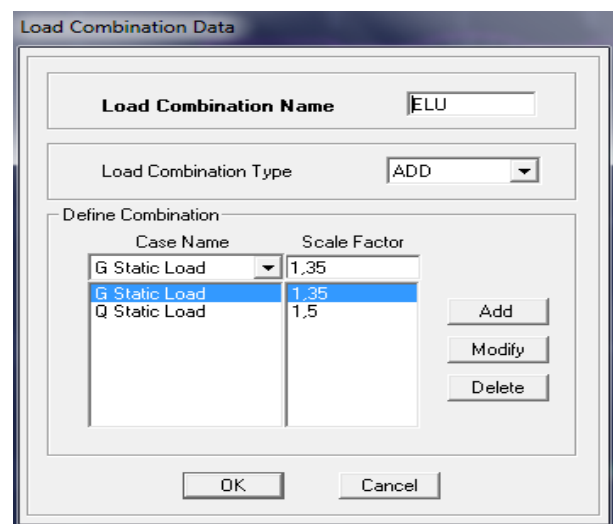 Load Combination Data
Load Combination Name ELU
Load Combination Type ADD
Define Combination
Case Name Scale Factor
G Static Load 1,35
G Static Load 1,35
Q Static Load 1,5
Add
Modify
Delete
OK Cancel